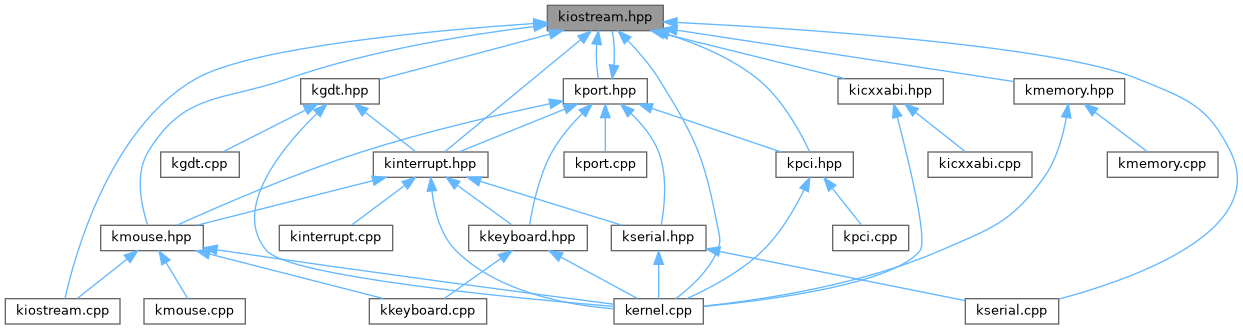 kiostream.hpp
kgdt.hpp
kport.hpp
kicxxabi.hpp
kmemory.hpp
kgdt.cpp
kinterrupt.hpp
kport.cpp
kpci.hpp
kicxxabi.cpp
kmemory.cpp
kmouse.hpp
kinterrupt.cpp
kkeyboard.hpp
kserial.hpp
kpci.cpp
kiostream.cpp
kmouse.cpp
kkeyboard.cpp
kernel.cpp
kserial.cpp